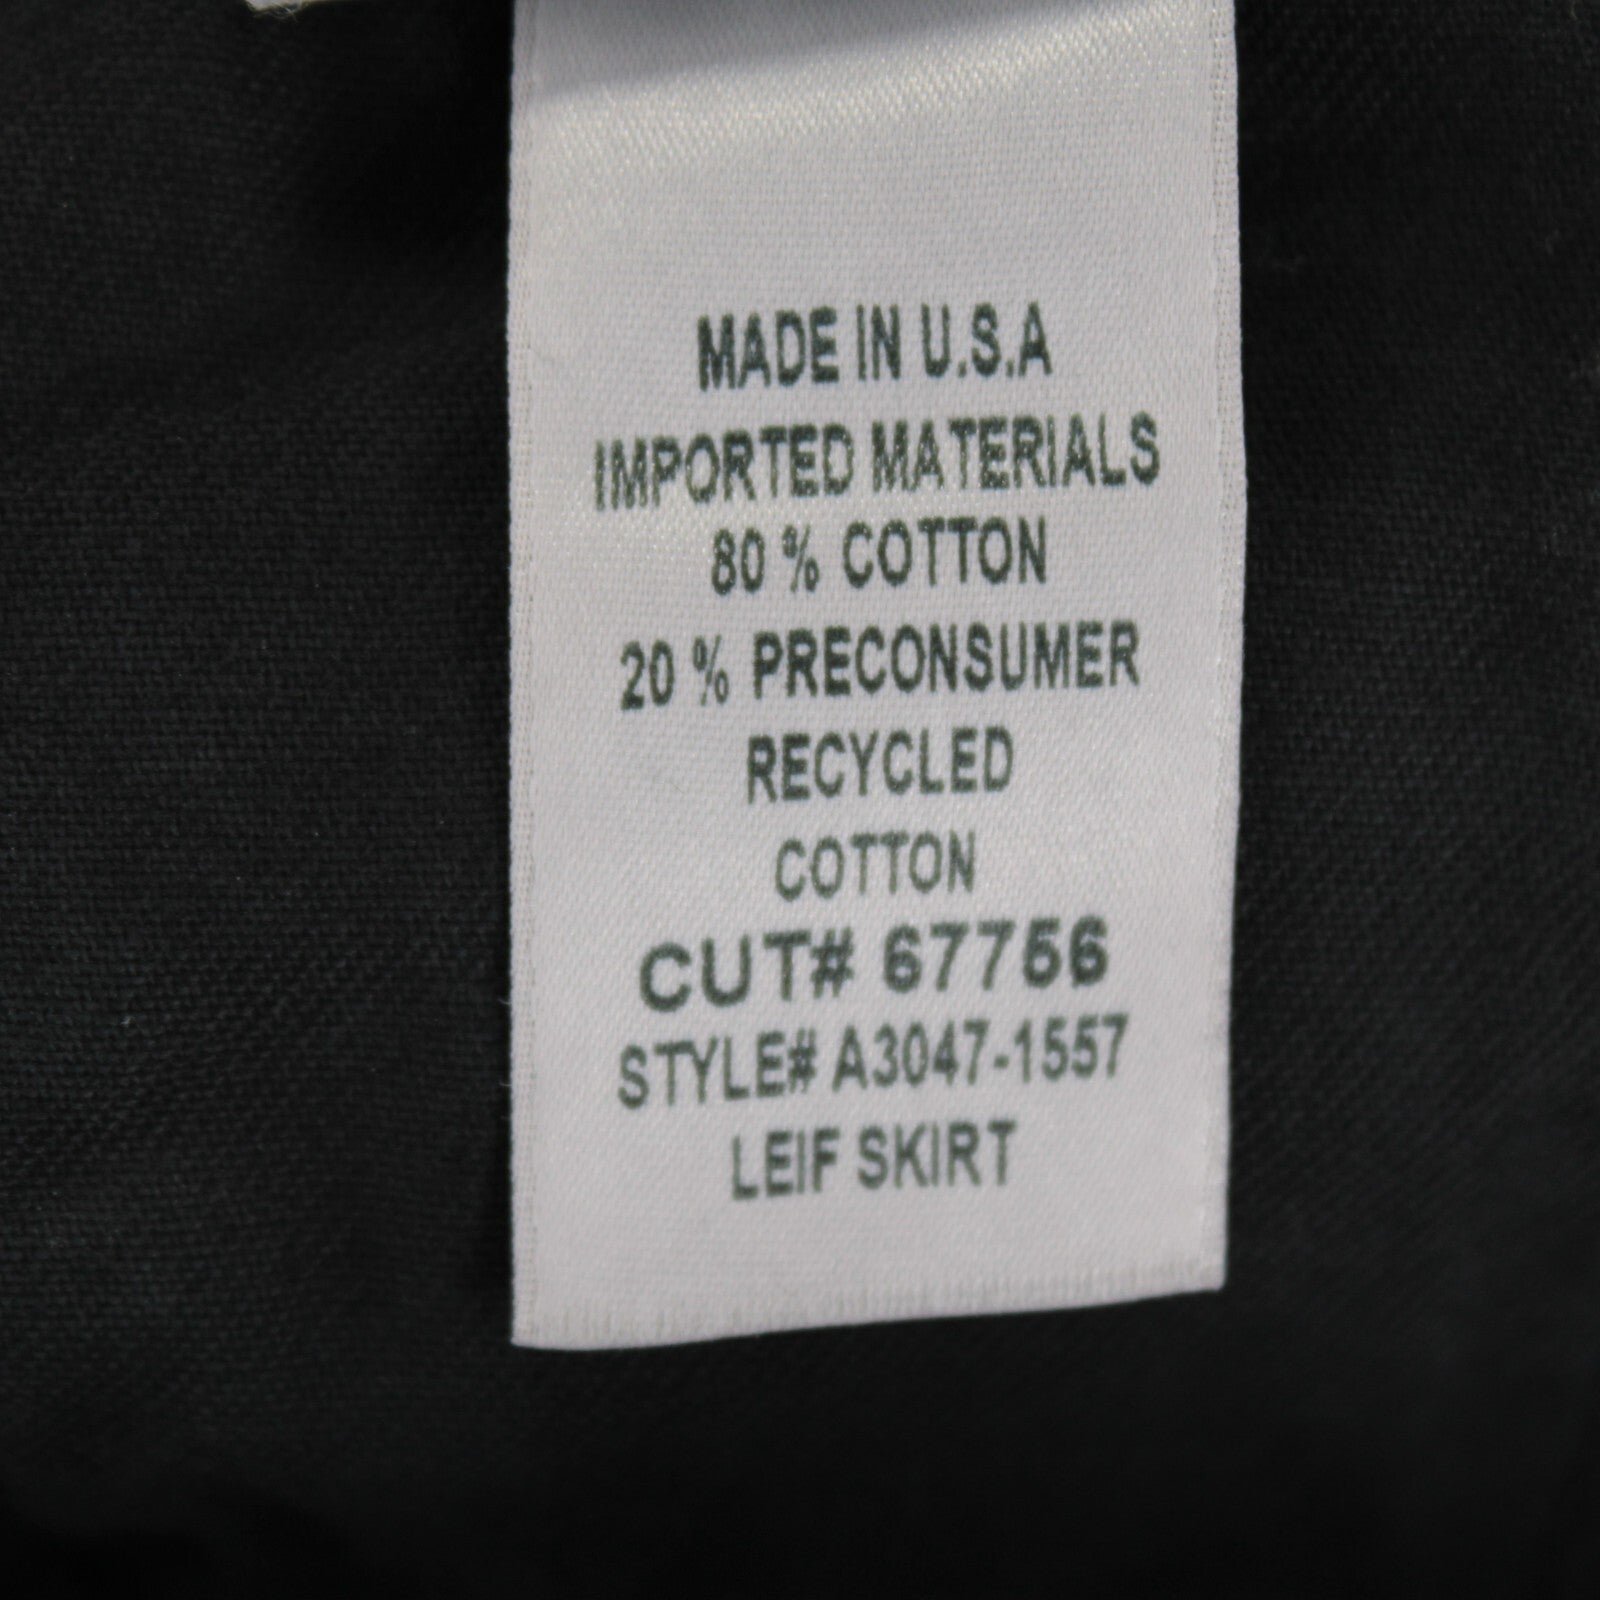 MADE IN U.S.A
IMPORTED MATERIALS
80 % COTTON
20 % PRECONSUMER
RECYCLED
COTTON
CUT# 67756
STYLE# A3047-1557
LEIF SKIRT